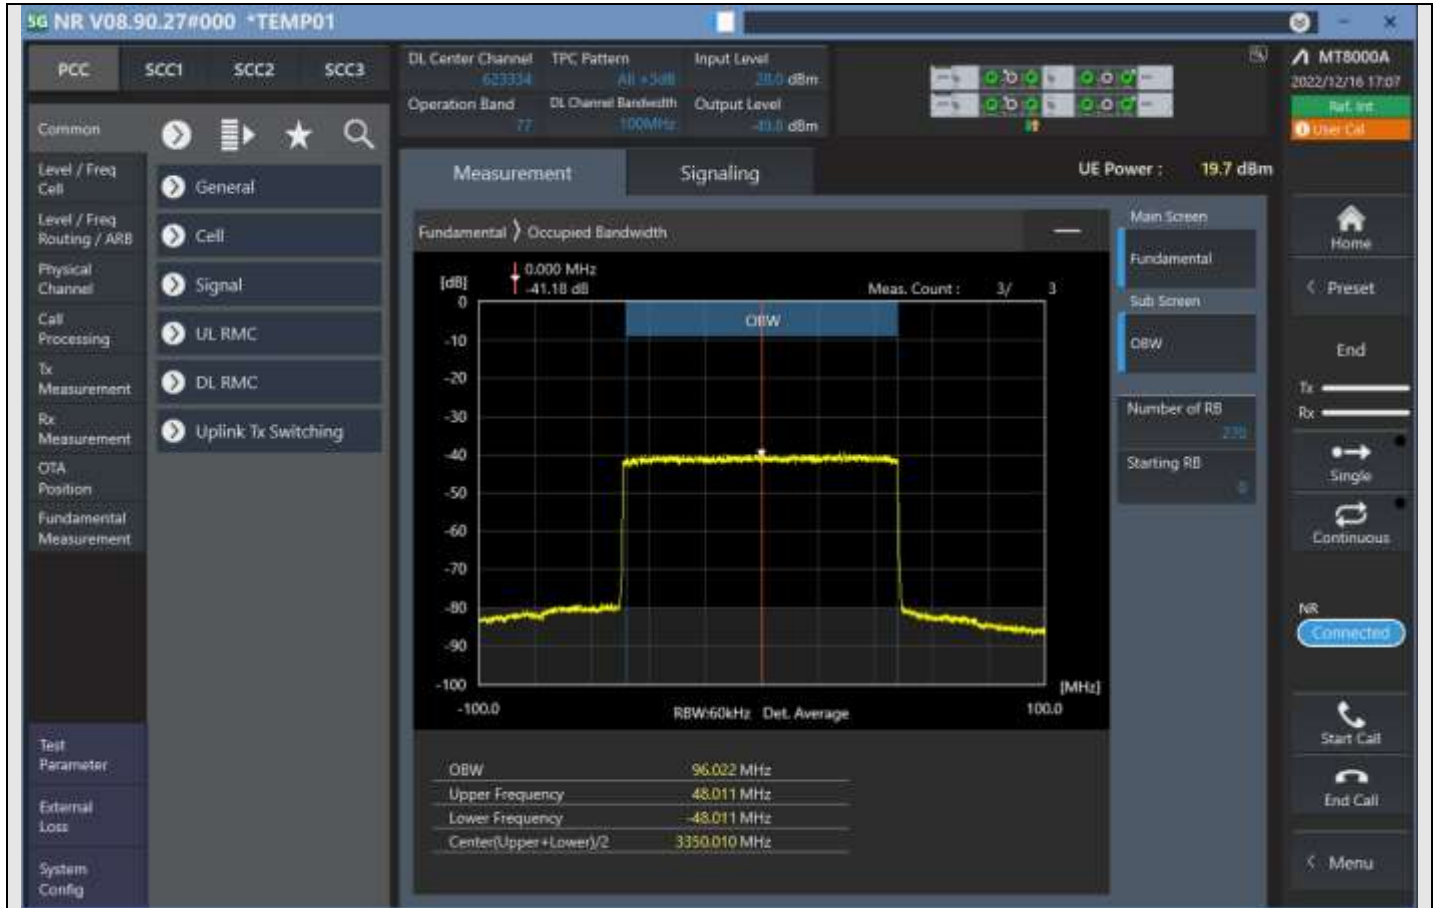 5G NR V08.90.27#000 *TEMP01
PCC SCC1 SCC2 SCC3
DL Center Channel TPC Pattern Input Level
623334 All +3dB 28.0 dBm
Operation Band DL Channel Bandwidth Output Level
77 100MHz dBm
MT8000A
2022/12/16 17:07
Ref. Int.
User Cal
Common
Level / Freq
Cell
Level / Freq
Routing / ARB
Physical
Channel
Call
Processing
Tx
Measurement
Rx
Measurement
OTA
Position
Fundamental
Measurement
Test
Parameter
External
Loss
System
Config
General
Cell
Signal
UL RMC
DL RMC
Uplink Tx Switching
Measurement Signaling
UE Power : 19.7 dBm
Fundamental Occupied Bandwidth
[dB] 0.000 MHz
-41.18 dB
Meas. Count : 3/ 3
OBW
0
-10
-20
-30
-40
-50
-60
-70
-80
-90
-100
[MHz]
-100.0 RBW:60kHz Det. Average 100.0
OBW 96.022 MHz
Upper Frequency 48.011 MHz
Lower Frequency -48.011 MHz
Center(Upper+Lower)/2 3350.010 MHz
Main Screen
Fundamental
Sub Screen
OBW
Number of RB
270
Starting RB
0
Home
Preset
End
Tx
Rx
Single
Continuous
NR
Connected
Start Call
End Call
Menu